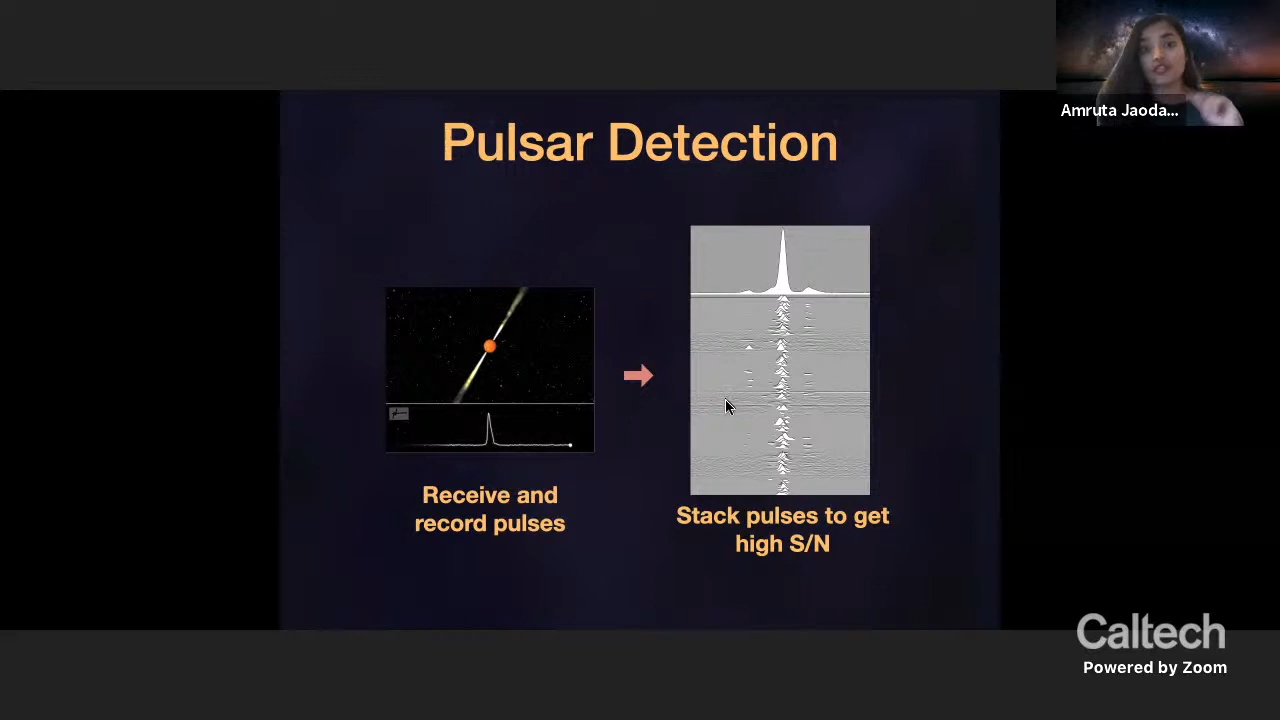 Amruta Jaoda...
Pulsar Detection
Receive and
record pulses
Stack pulses to get
high S/N
Caltech
Powered by Zoom